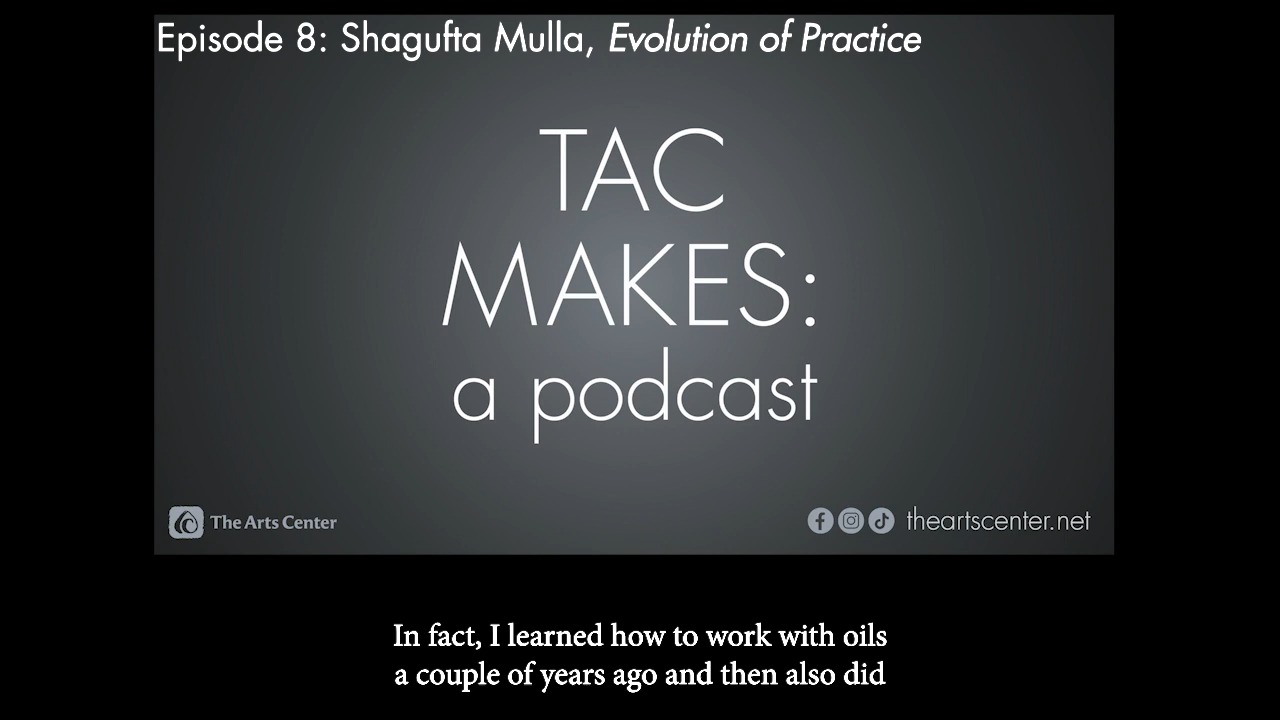 Episode 8: Shagufta Mulla, Evolution of Practice
TAC
MAKES:
a podcast
The Arts Center
theartscenter.net
In fact, I learned how to work with oils
a couple of years ago and then also did